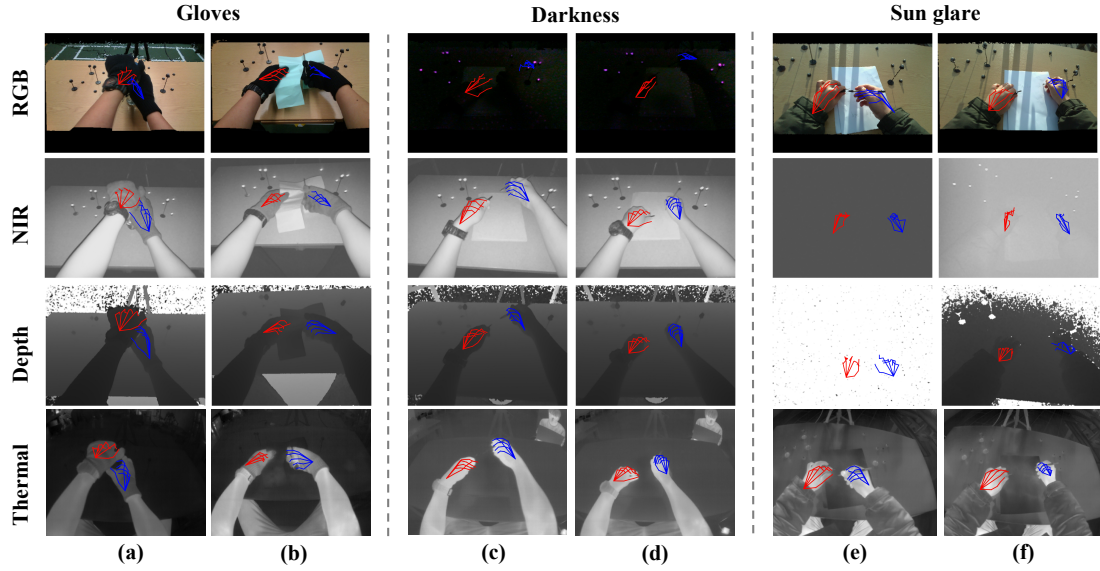 Gloves Darkness Sun glare
RGB
NIR
Depth
Thermal
(a) (b) (c) (d) (e) (f)